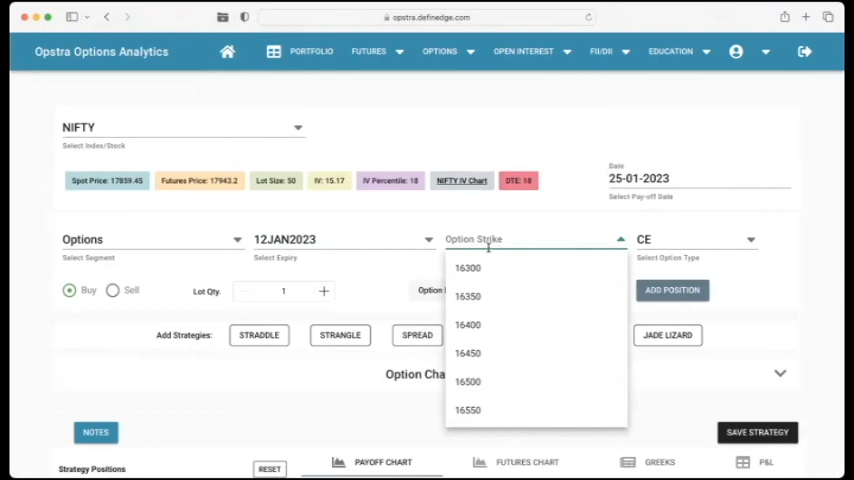 opstra.definedge.com
Opstra Options Analytics
PORTFOLIO
FUTURES
OPTIONS
OPEN INTEREST
FII/DII
EDUCATION
NIFTY
Select Index/Stock
Spot Price: 17859.45
Futures Price: 17943.2
Lot Size: 50
IV: 15.17
IV Percentile: 18
NIFTY IV Chart
DTE: 18
Date
25-01-2023
Select Pay-off Date
Options
Select Segment
12JAN2023
Select Expiry
Option Strike
CE
Select Option Type
16300
16350
16400
16450
16500
16550
Buy
Sell
Lot Qty.
1
Option
ADD POSITION
Add Strategies:
STRADDLE
STRANGLE
SPREAD
JADE LIZARD
Option Cha
NOTES
SAVE STRATEGY
Strategy Positions
RESET
PAYOFF CHART
FUTURES CHART
GREEKS
P&L